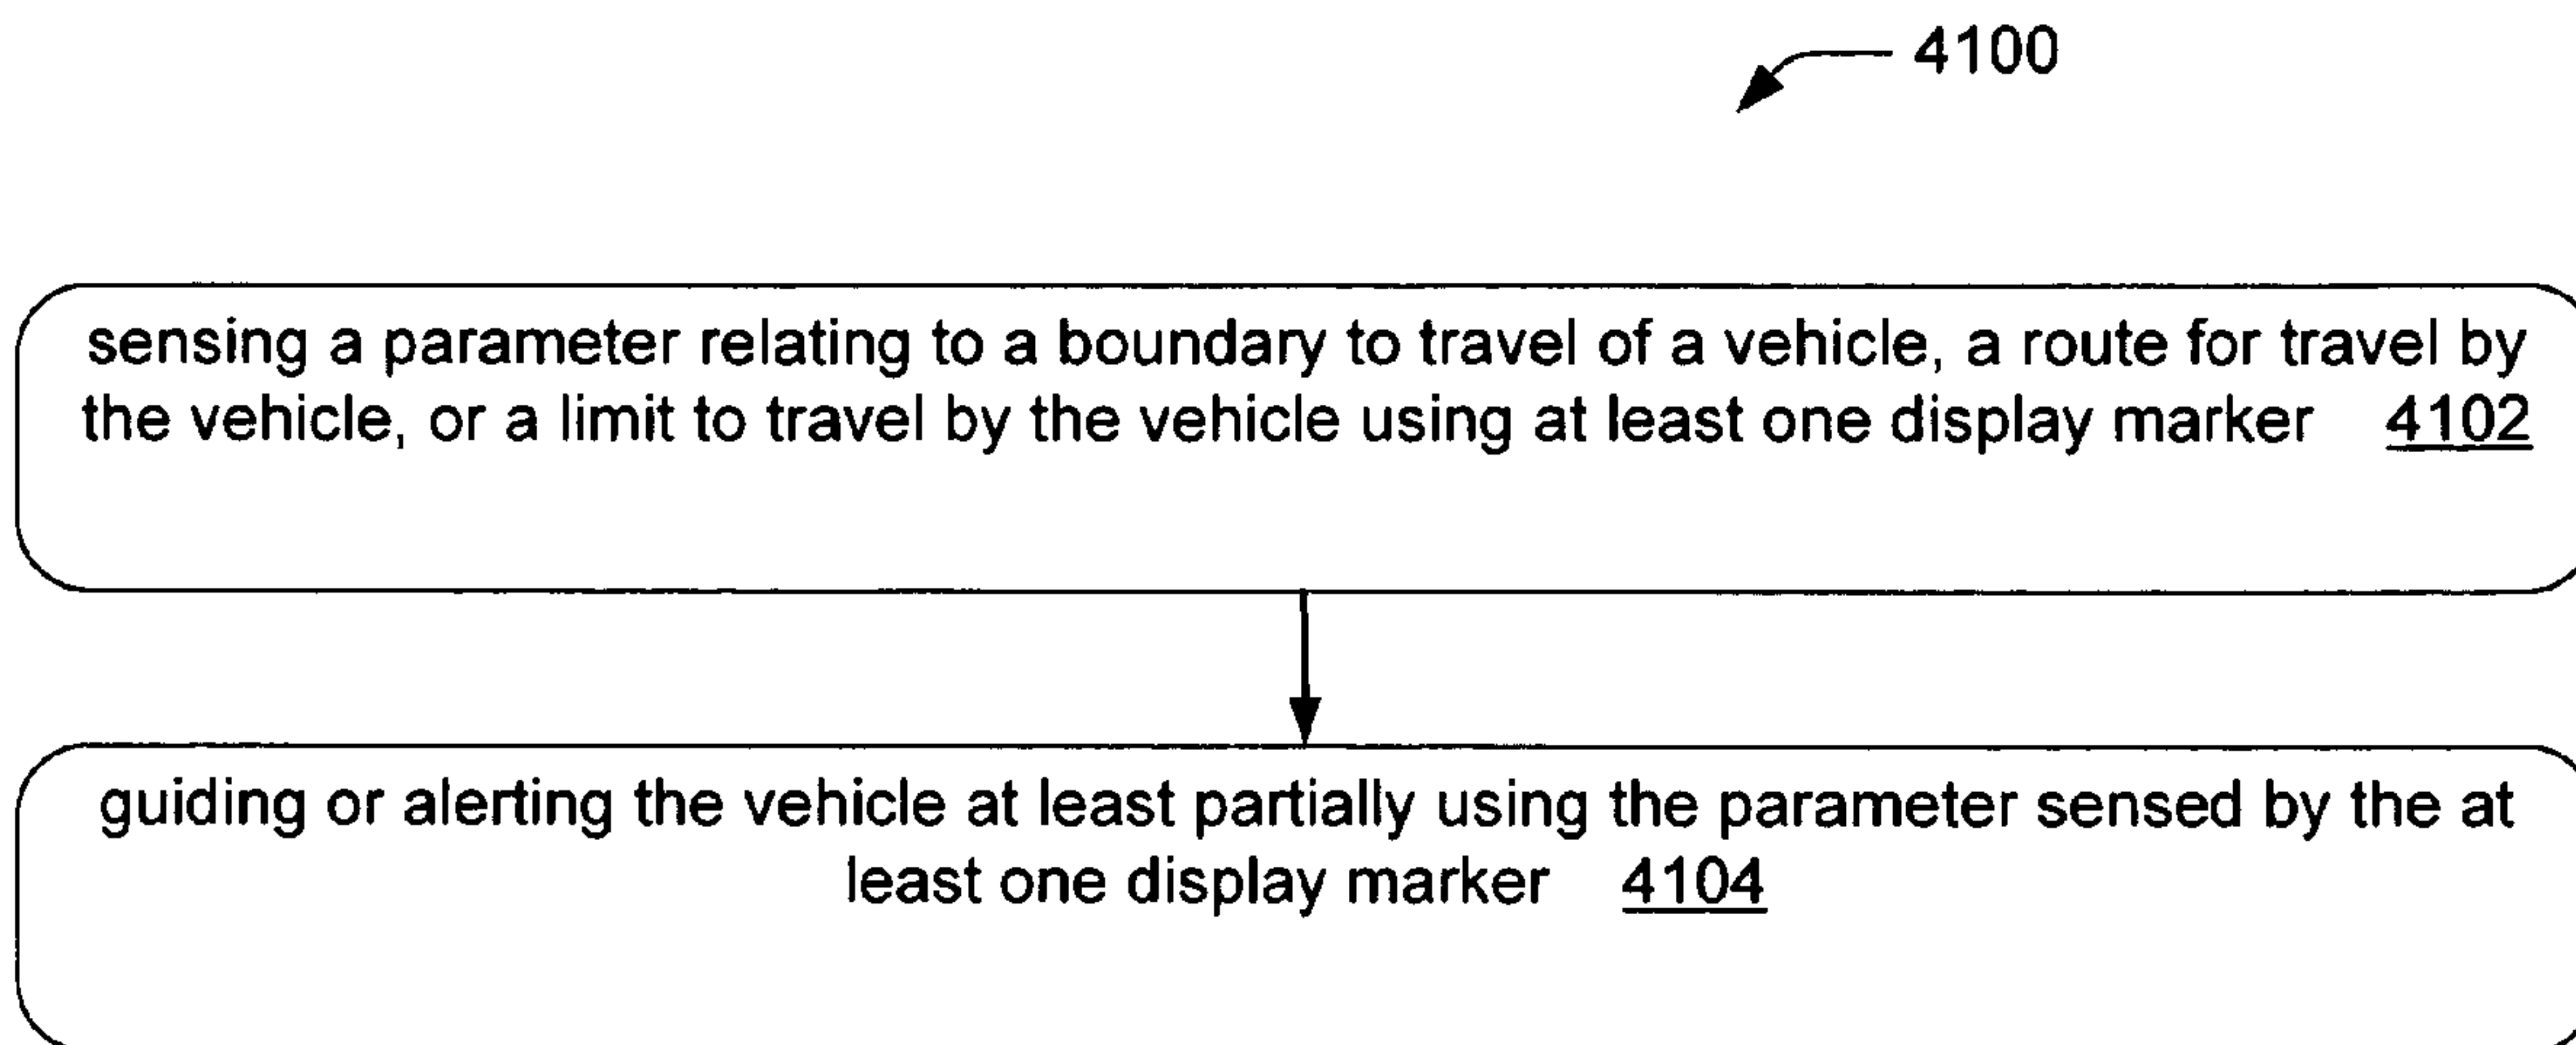 4100
sensing a parameter relating to a boundary to travel of a vehicle, a route for travel by
the vehicle, or a limit to travel by the vehicle using at least one display marker 4102
guiding or alerting the vehicle at least partially using the parameter sensed by the at
least one display marker 4104